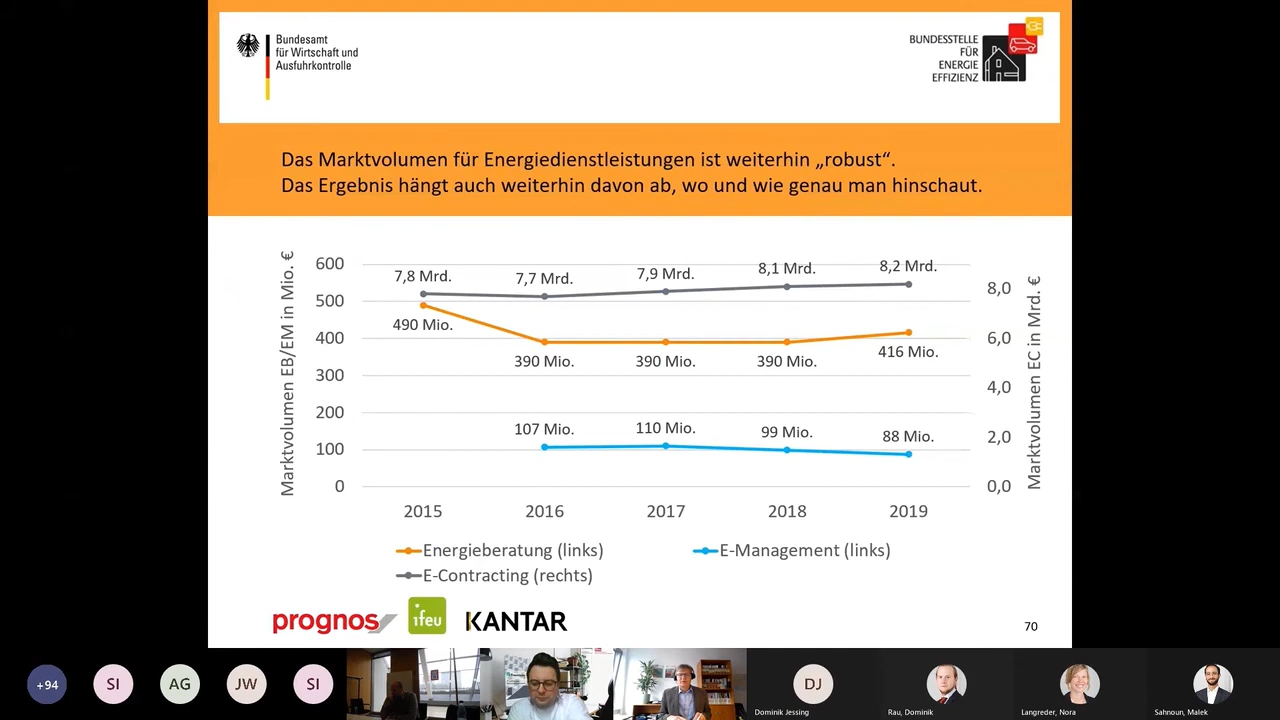 Bundesamt
für Wirtschaft und
Ausfuhrkontrolle
BUNDESSTELLE
FÜR
ENERGIE
EFFIZIENZ
Das Marktvolumen für Energiedienstleistungen ist weiterhin „robust“.
Das Ergebnis hängt auch weiterhin davon ab, wo und wie genau man hinschaut.
Marktvolumen EB/EM in Mio. €
600
500
400
300
200
100
0
7,8 Mrd.
7,7 Mrd.
7,9 Mrd.
8,1 Mrd.
8,2 Mrd.
490 Mio.
390 Mio.
390 Mio.
390 Mio.
416 Mio.
107 Mio.
110 Mio.
99 Mio.
88 Mio.
8,0
6,0
4,0
2,0
0,0
Marktvolumen EC in Mrd. €
2015 2016 2017 2018 2019
Energieberatung (links)
E-Management (links)
E-Contracting (rechts)
prognos
ifeu
KANTAR
70
+94
SI
AG
JW
SI
DJ
Dominik Jessing
Rau, Dominik
Langreder, Nora
Sahnoun, Malek